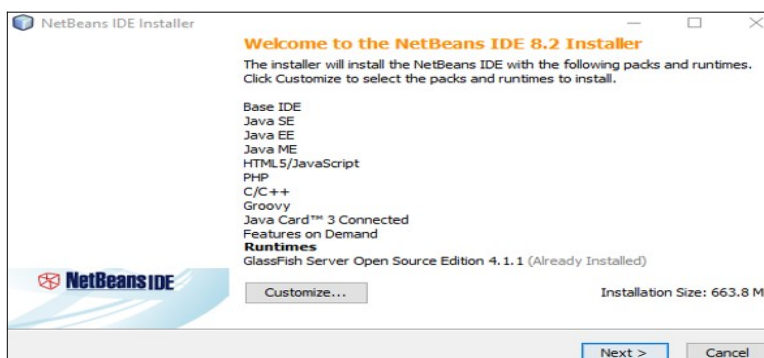 NetBeans IDE Installer
Welcome to the NetBeans IDE 8.2 Installer
The installer will install the NetBeans IDE with the following packs and runtimes.
Click Customize to select the packs and runtimes to install.
Base IDE
Java SE
Java EE
Java ME
HTML5/JavaScript
PHP
C/C++
Groovy
Java Card™ 3 Connected
Features on Demand
Runtimes
GlassFish Server Open Source Edition 4.1.1 (Already Installed)
NetBeans IDE
Customize...
Installation Size: 663.8 M
Next >
Cancel